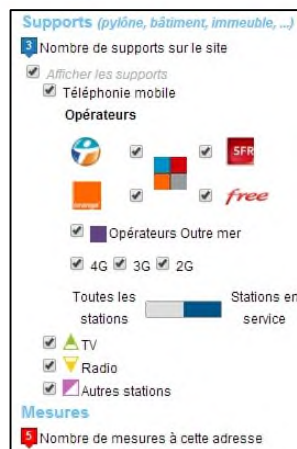 Supports (pylône, bâtiment, immeuble, ...)
3 Nombre de supports sur le site
Afficher les supports
Téléphonie mobile
Opérateurs
SFR
orange
free
Opérateurs Outre mer
4G 3G 2G
Toutes les stations
Stations en service
TV
Radio
Autres stations
Mesures
5 Nombre de mesures à cette adresse